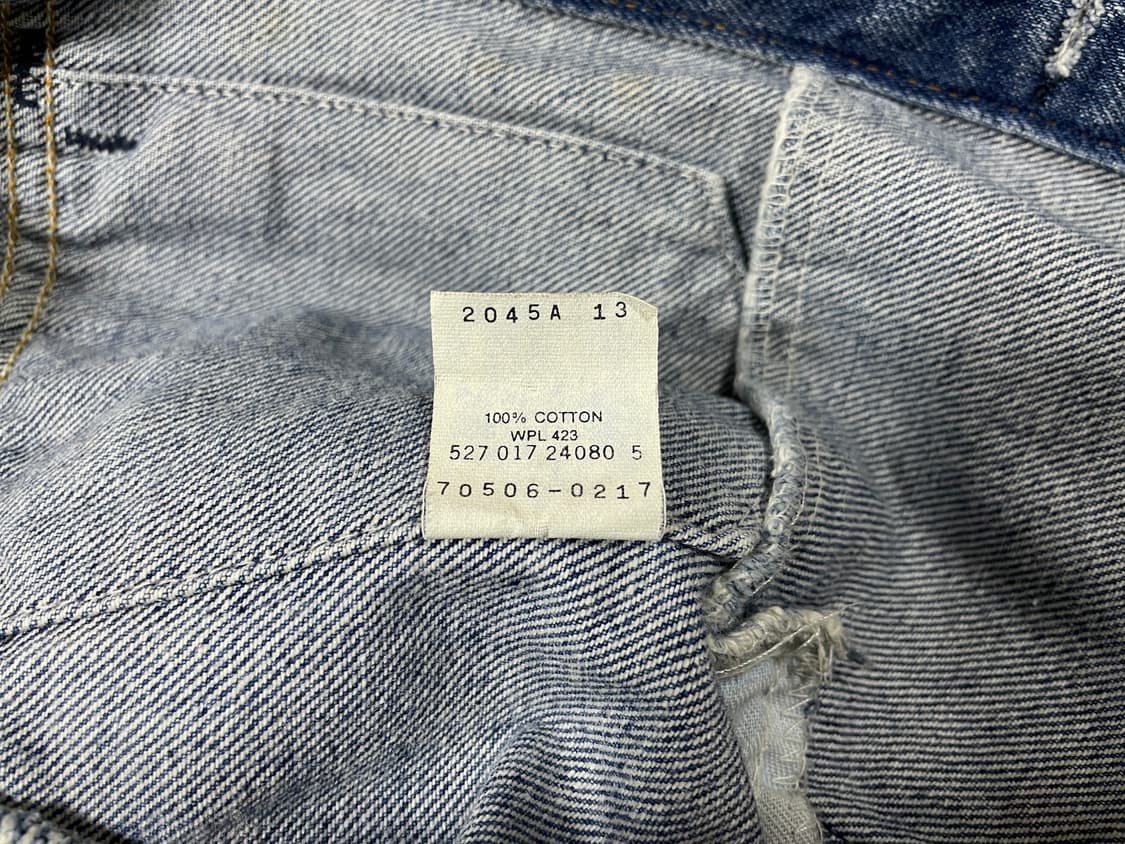 2045A 13
100% COTTON
WPL 423
527 017 24080 5
70506-0217